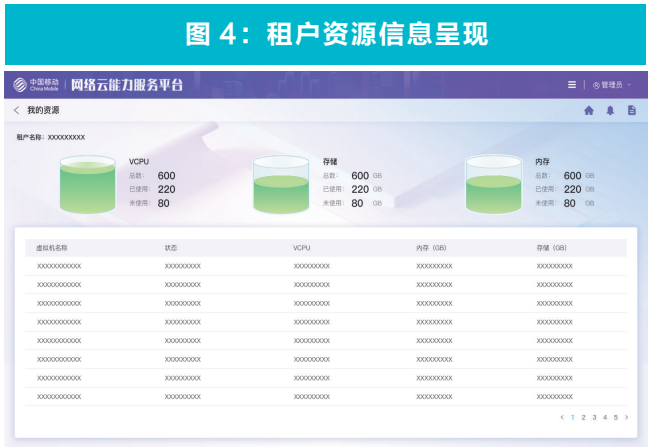 图 4：租户资源信息呈现
中国移动 China Mobile 网络云能力服务平台 管理员
我的资源
租户名称：XXXXXXXXX
VCPU 存储 内存
总数： 600 总数： 600 GB 总数： 600 GB
已使用： 220 已使用： 220 GB 已使用： 220 GB
未使用： 80 未使用： 80 GB 未使用： 80 GB
虚拟机名称 状态 VCPU 内存（GB） 存储（GB）
XXXXXXXXXXX XXXXXXXXX XXXXXXXXX XXXXXXXXX XXXXXXXXX
XXXXXXXXXXX XXXXXXXXX XXXXXXXXX XXXXXXXXX XXXXXXXXX
XXXXXXXXXXX XXXXXXXXX XXXXXXXXX XXXXXXXXX XXXXXXXXX
XXXXXXXXXXX XXXXXXXXX XXXXXXXXX XXXXXXXXX XXXXXXXXX
XXXXXXXXXXX XXXXXXXXX XXXXXXXXX XXXXXXXXX XXXXXXXXX
XXXXXXXXXXX XXXXXXXXX XXXXXXXXX XXXXXXXXX XXXXXXXXX
XXXXXXXXXXX XXXXXXXXX XXXXXXXXX XXXXXXXXX XXXXXXXXX
XXXXXXXXXXX XXXXXXXXX XXXXXXXXX XXXXXXXXX XXXXXXXXX
< 1 2 3 4 5 >